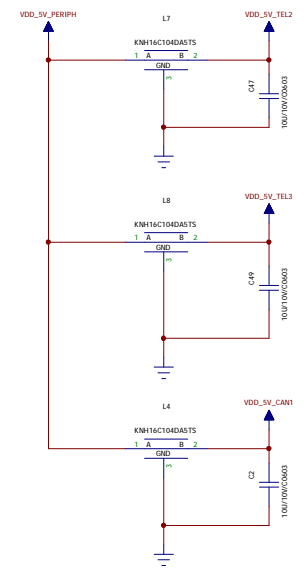 VDD_5V_PERIPH
L7
VDD_5V_TEL2
KNH16C104DA5TS
1 A B 2
GND
3
C47
10U/10V/C0603
L8
VDD_5V_TEL3
KNH16C104DA5TS
1 A B 2
GND
3
C49
10U/10V/C0603
L4
VDD_5V_CAN1
KNH16C104DA5TS
1 A B 2
GND
3
C2
10U/10V/C0603